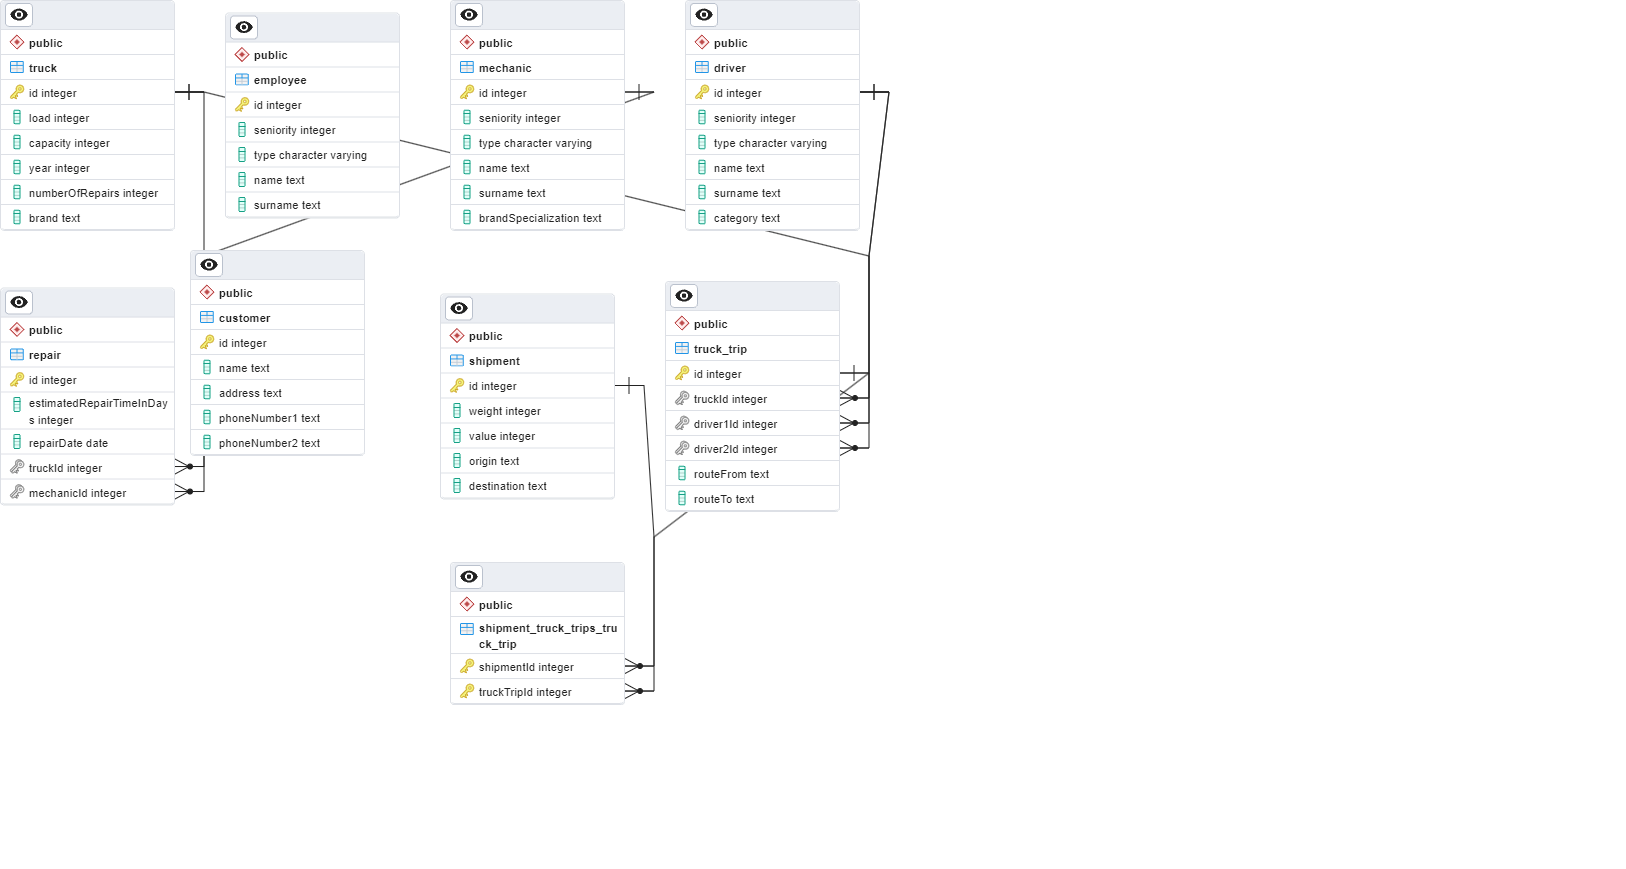 public
truck
id integer
load integer
capacity integer
year integer
numberOfRepairs integer
brand text
public
employee
id integer
seniority integer
type character varying
name text
surname text
public
mechanic
id integer
seniority integer
type character varying
name text
surname text
brandSpecialization text
public
driver
id integer
seniority integer
type character varying
name text
surname text
category text
public
repair
id integer
estimatedRepairTimeInDay
s integer
repairDate date
truckId integer
mechanicId integer
public
customer
id integer
name text
address text
phoneNumber1 text
phoneNumber2 text
public
shipment
id integer
weight integer
value integer
origin text
destination text
public
truck_trip
id integer
truckId integer
driver1Id integer
driver2Id integer
routeFrom text
routeTo text
public
shipment_truck_trips_tru
ck_trip
shipmentId integer
truckTripId integer